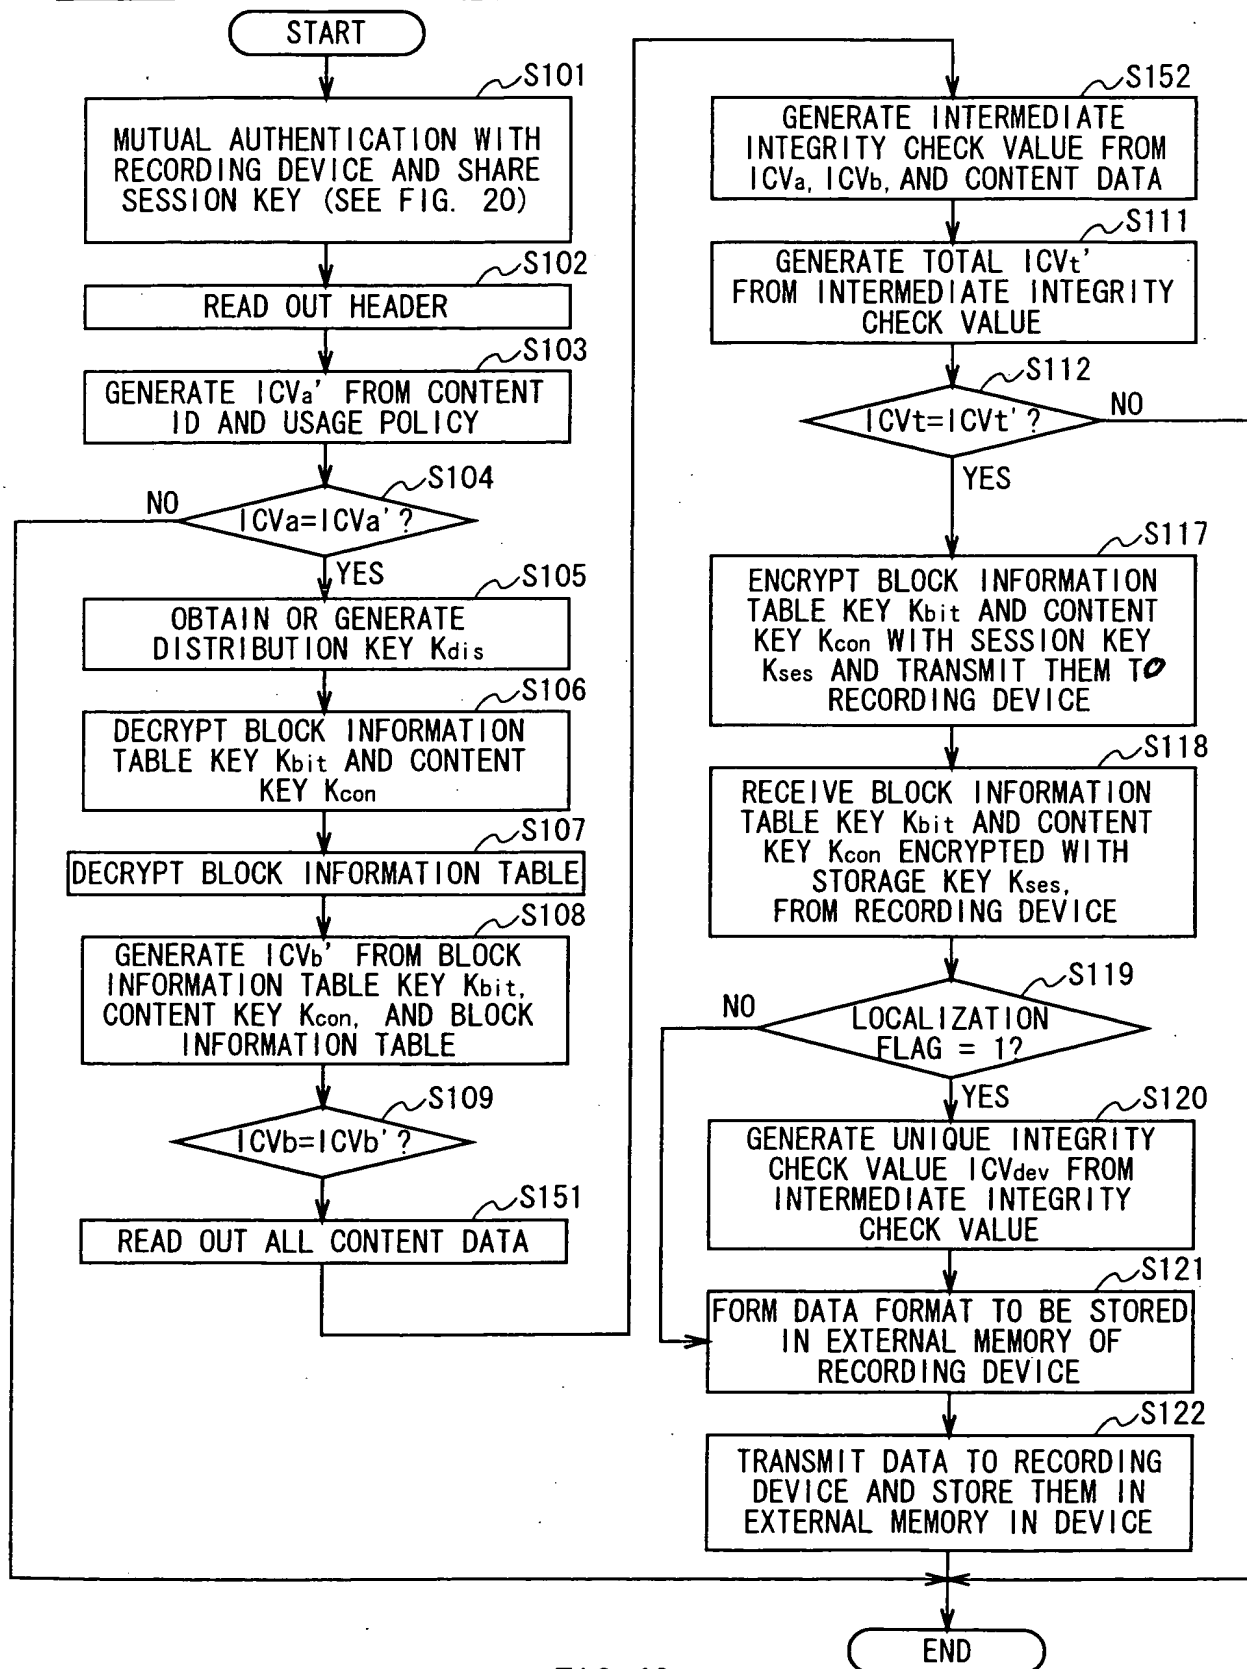 START
S101
MUTUAL AUTHENTICATION WITH
RECORDING DEVICE AND SHARE
SESSION KEY (SEE FIG. 20)
S102
READ OUT HEADER
S103
GENERATE ICVa' FROM CONTENT
ID AND USAGE POLICY
S104
NO
ICVa=ICVa'?
YES
S105
OBTAIN OR GENERATE
DISTRIBUTION KEY Kdis
S106
DECRYPT BLOCK INFORMATION
TABLE KEY Kbit AND CONTENT
KEY Kcon
S107
DECRYPT BLOCK INFORMATION TABLE
S108
GENERATE ICVb' FROM BLOCK
INFORMATION TABLE KEY Kbit,
CONTENT KEY Kcon, AND BLOCK
INFORMATION TABLE
S109
ICVb=ICVb'?
S151
READ OUT ALL CONTENT DATA
S152
GENERATE INTERMEDIATE
INTEGRITY CHECK VALUE FROM
ICVa, ICVb, AND CONTENT DATA
S111
GENERATE TOTAL ICVt'
FROM INTERMEDIATE INTEGRITY
CHECK VALUE
S112
ICVt=ICVt'?
NO
YES
S117
ENCRYPT BLOCK INFORMATION
TABLE KEY Kbit AND CONTENT
KEY Kcon WITH SESSION KEY
Kses AND TRANSMIT THEM TO
RECORDING DEVICE
S118
RECEIVE BLOCK INFORMATION
TABLE KEY Kbit AND CONTENT
KEY Kcon ENCRYPTED WITH
STORAGE KEY Kses,
FROM RECORDING DEVICE
S119
NO
LOCALIZATION
FLAG = 1?
YES
S120
GENERATE UNIQUE INTEGRITY
CHECK VALUE ICVdev FROM
INTERMEDIATE INTEGRITY
CHECK VALUE
S121
FORM DATA FORMAT TO BE STORED
IN EXTERNAL MEMORY OF
RECORDING DEVICE
S122
TRANSMIT DATA TO RECORDING
DEVICE AND STORE THEM IN
EXTERNAL MEMORY IN DEVICE
END